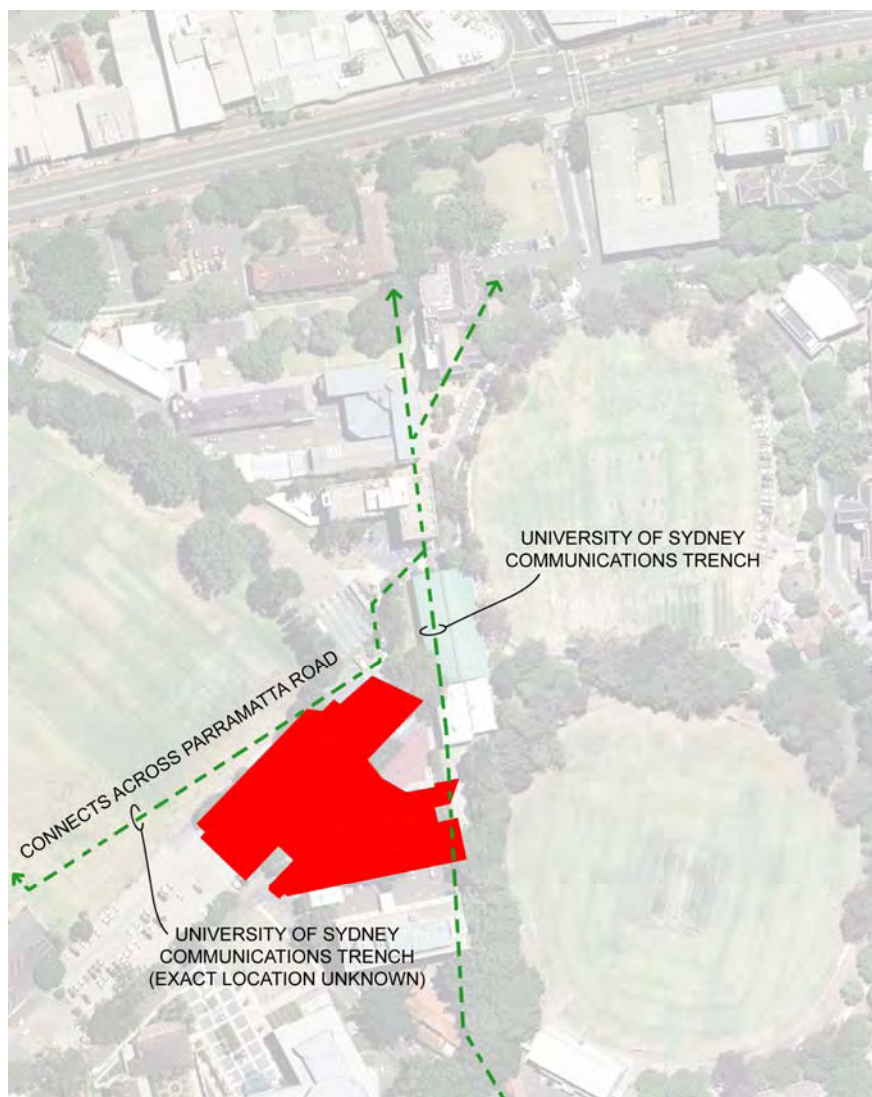 UNIVERSITY OF SYDNEY
COMMUNICATIONS TRENCH
CONNECTS ACROSS PARRAMATTA ROAD
UNIVERSITY OF SYDNEY
COMMUNICATIONS TRENCH
(EXACT LOCATION UNKNOWN)